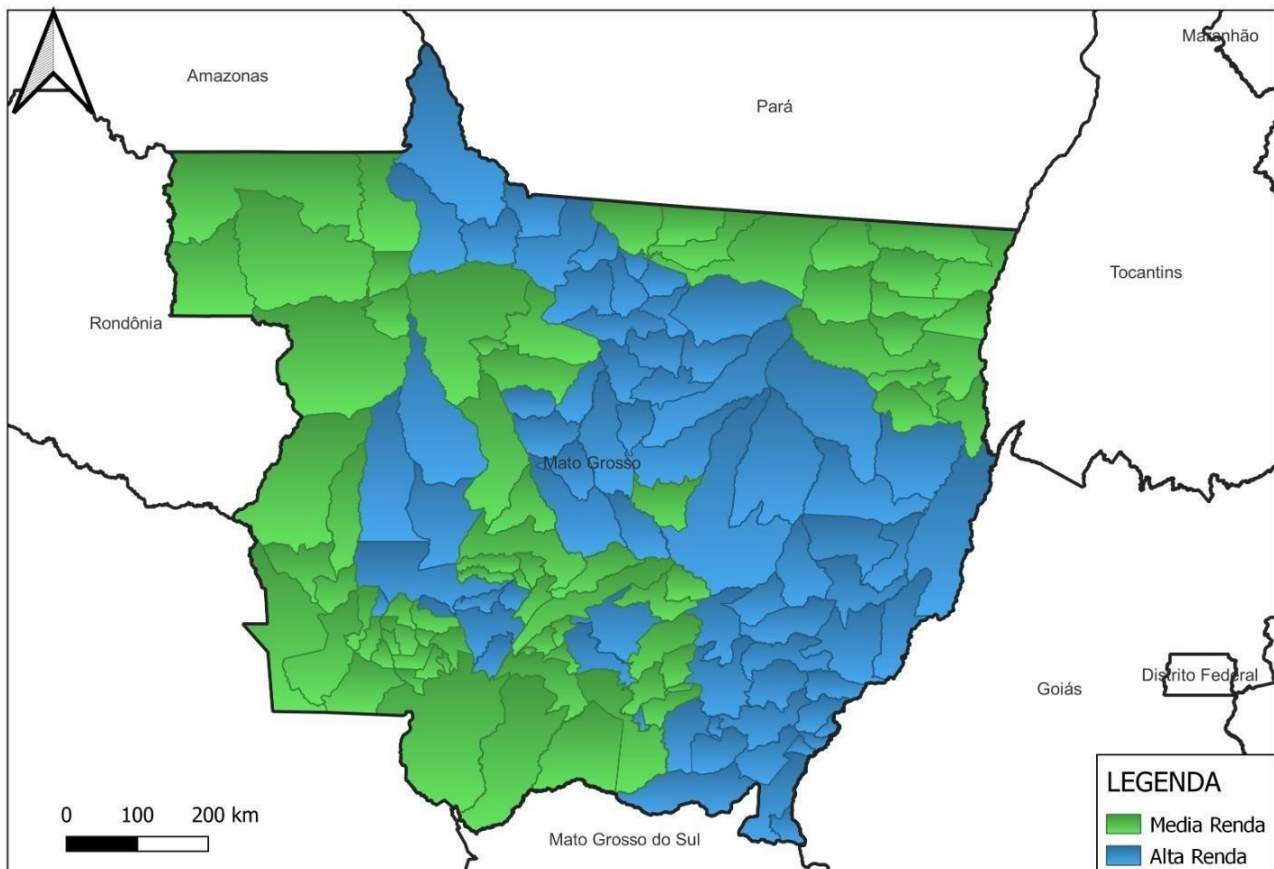 Maranhão
Amazonas
Pará
Tocantins
Rondônia
Mato Grosso
Distrito Federal
Goiás
LEGENDA
0 100 200 km
Media Renda
Mato Grosso do Sul
Alta Renda